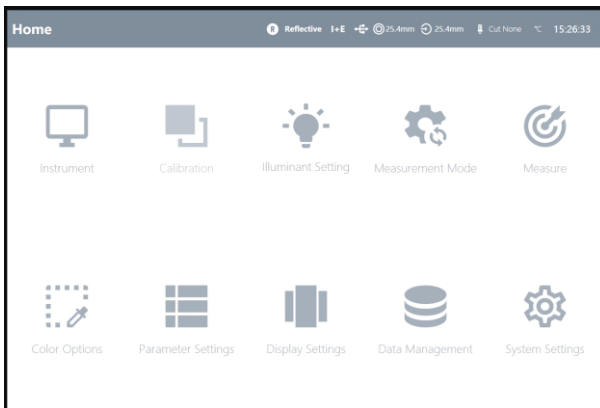 Home R Reflective I+E 25.4mm 25.4mm Cut None °C 15:26:33
Instrument Calibration Illuminant Setting Measurement Mode Measure
Color Options Parameter Settings Display Settings Data Management System Settings